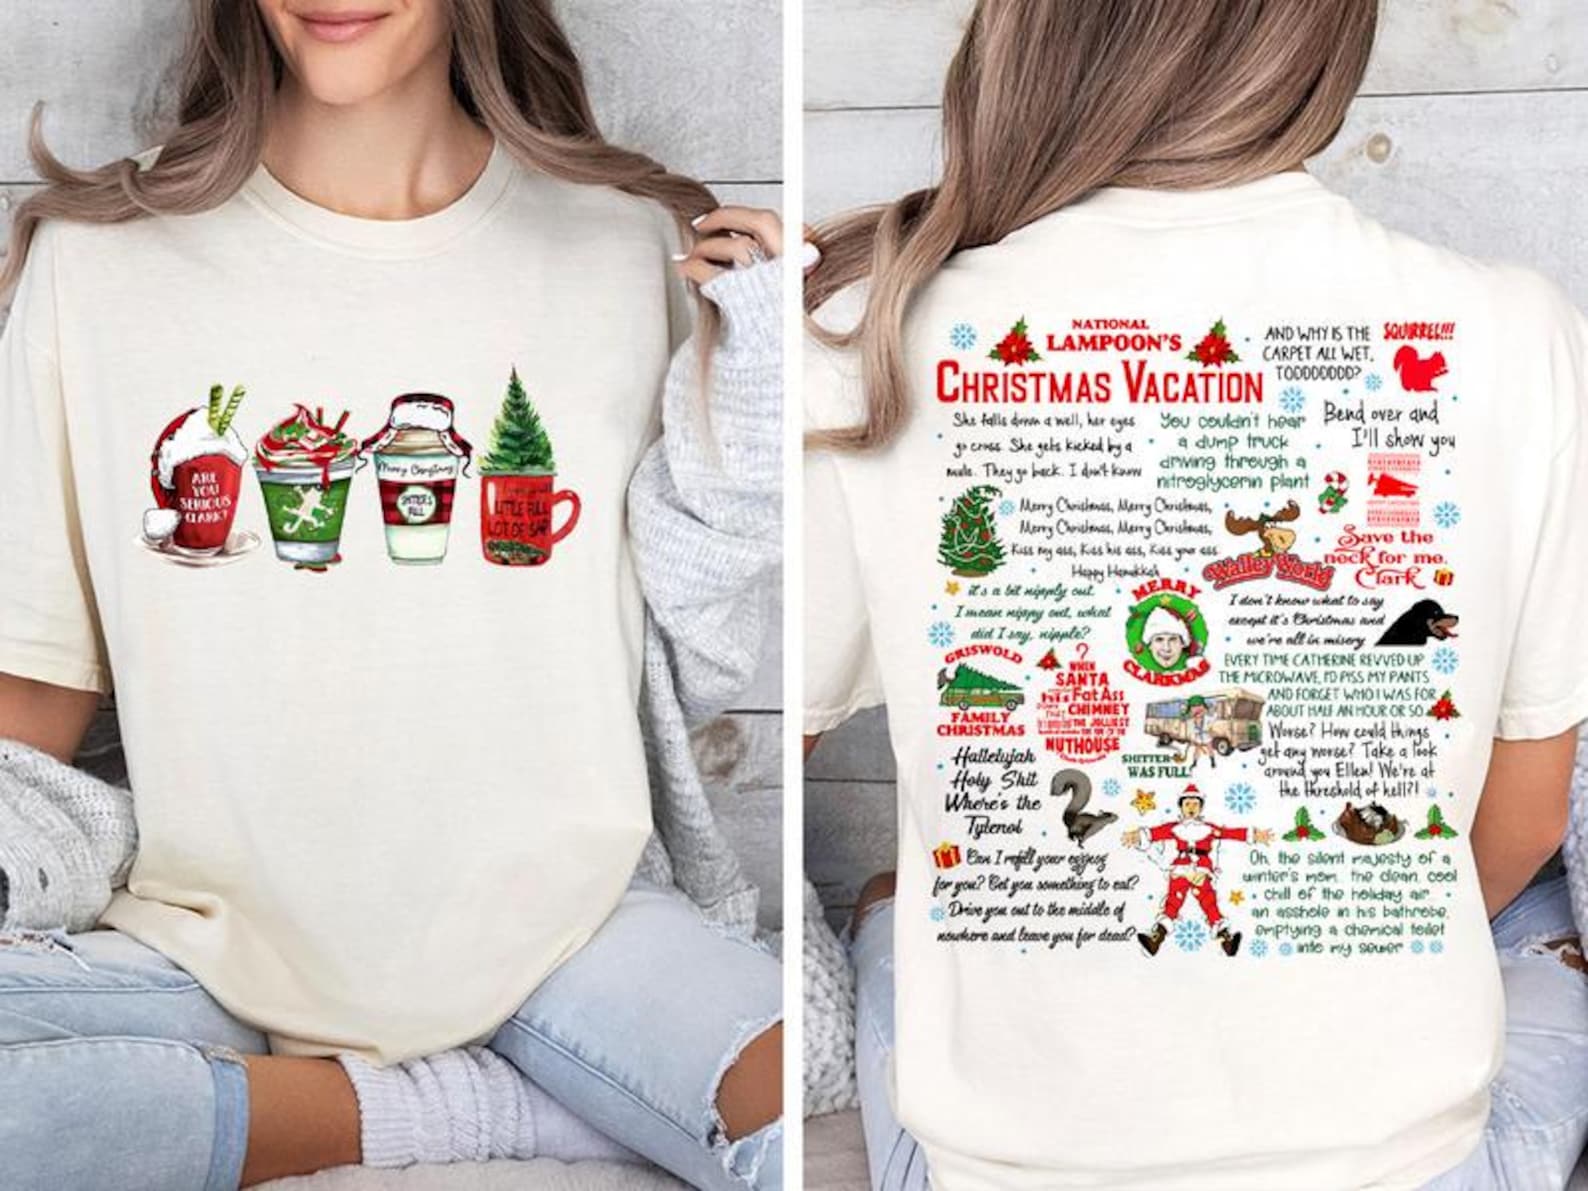 ARE
YOU
SERIOUS
CLARK?
Merry Christmas
SHITTER'S
FULL
LITTLE FULL
LOT OF SAP
NATIONAL
LAMPOON'S
CHRISTMAS VACATION
AND WHY IS THE
CARPET ALL WET,
TODDDDDDD?
SQUIRREL!!!
She falls down a well, her eyes
go cross. She gets kicked by a
mule. They go back. I don't know
You couldn't hear
a dump truck
driving through a
nitroglycerin plant
Bend over and
I'll show you
Merry Christmas, Merry Christmas,
Merry Christmas, Merry Christmas,
Kiss my ass, Kiss his ass, Kiss your ass
Happy Hanukkah
Walley World
Save the
neck for me,
Clark
it's a bit nipply out.
I mean nippy out, what
did I say, nipple?
MERRY
CLARKMAS
I don't know what to say
except it's Christmas and
we're all in misery
GRISWOLD
FAMILY
CHRISTMAS
?
WHEN
SANTA
his Fat Ass
CHIMNEY
THE JOLLIEST
NUTHOUSE
EVERY TIME CATHERINE REVVED UP
THE MICROWAVE, I'D PISS MY PANTS
AND FORGET WHO I WAS FOR
ABOUT HALF AN HOUR OR SO
SHITTER
WAS FULL!
Worse? How could things
get any worse? Take a look
around you Ellen! We're at
the threshold of hell?!
Hallelujah
Holy Shit
Where's the
Tylenol
Can I refill your eggnog
for you? Get you something to eat?
Drive you out to the middle of
nowhere and leave you for dead?
Oh, the silent majesty of a
winter's morn. the clean, cool
chill of the holiday air
an asshole in his bathrobe,
emptying a chemical toilet
into my sewer